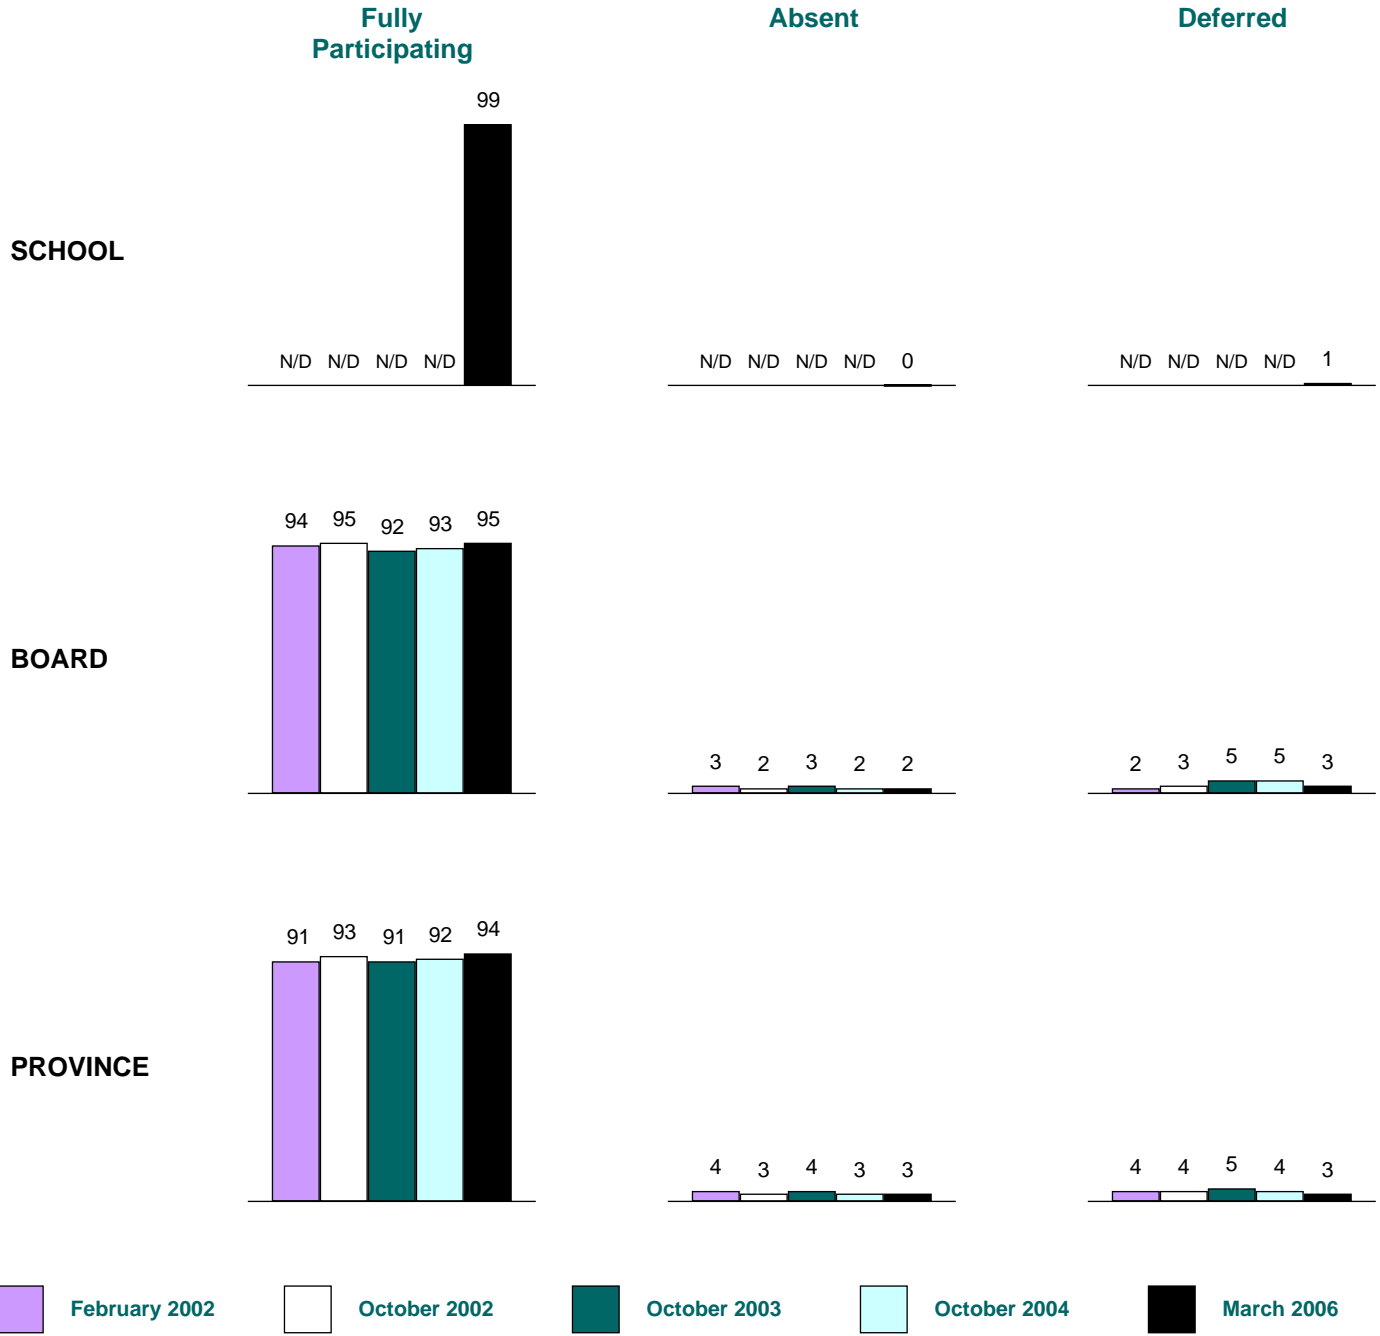 Fully
Participating
Absent
Deferred
SCHOOL
99
N/D N/D N/D N/D
N/D N/D N/D N/D 0
N/D N/D N/D N/D 1
BOARD
94 95 92 93 95
3 2 3 2 2
2 3 5 5 3
PROVINCE
91 93 91 92 94
4 3 4 3 3
4 4 5 4 3
February 2002
October 2002
October 2003
October 2004
March 2006